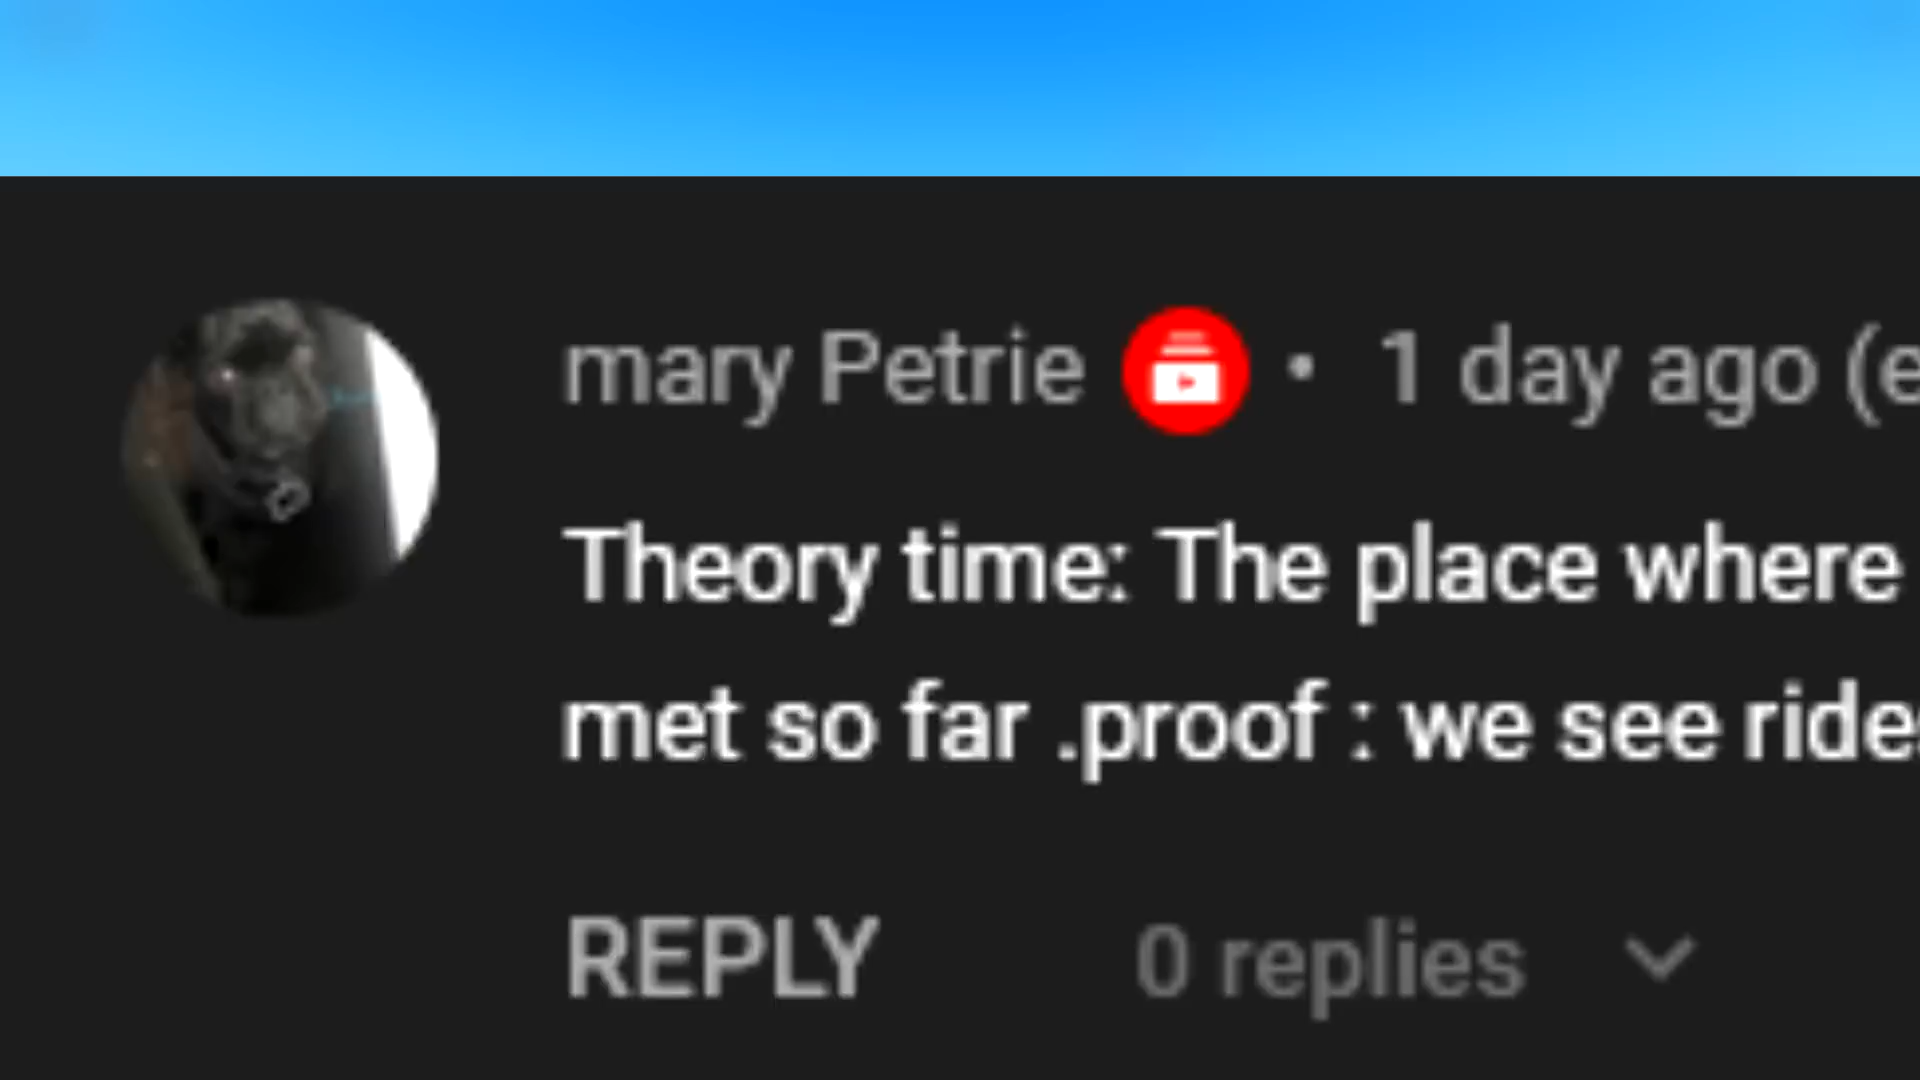 mary Petrie • 1 day ago (e
Theory time: The place where
met so far .proof : we see ride
REPLY 0 replies